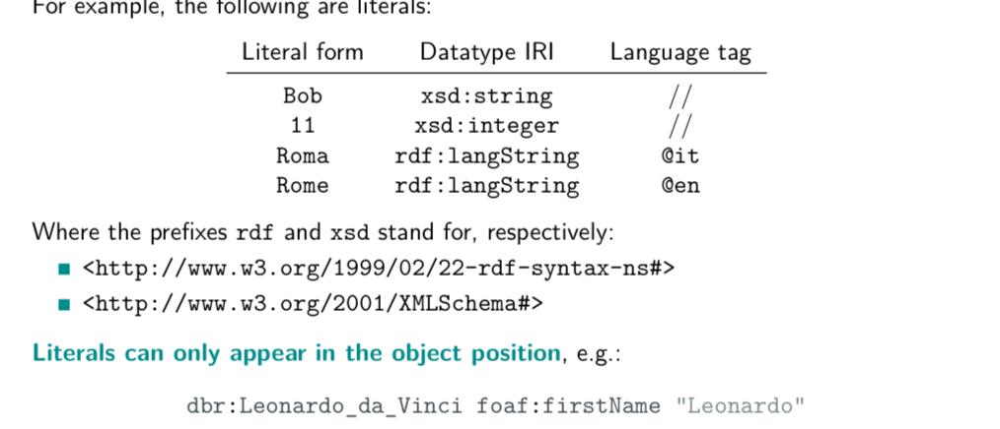 For example, the following are literals:
Literal form Datatype IRI Language tag
Bob xsd:string //
11 xsd:integer //
Roma rdf:langString @it
Rome rdf:langString @en
Where the prefixes rdf and xsd stand for, respectively:
<http://www.w3.org/1999/02/22-rdf-syntax-ns#>
<http://www.w3.org/2001/XMLSchema#>
Literals can only appear in the object position, e.g.:
dbr:Leonardo_da_Vinci foaf:firstName "Leonardo"